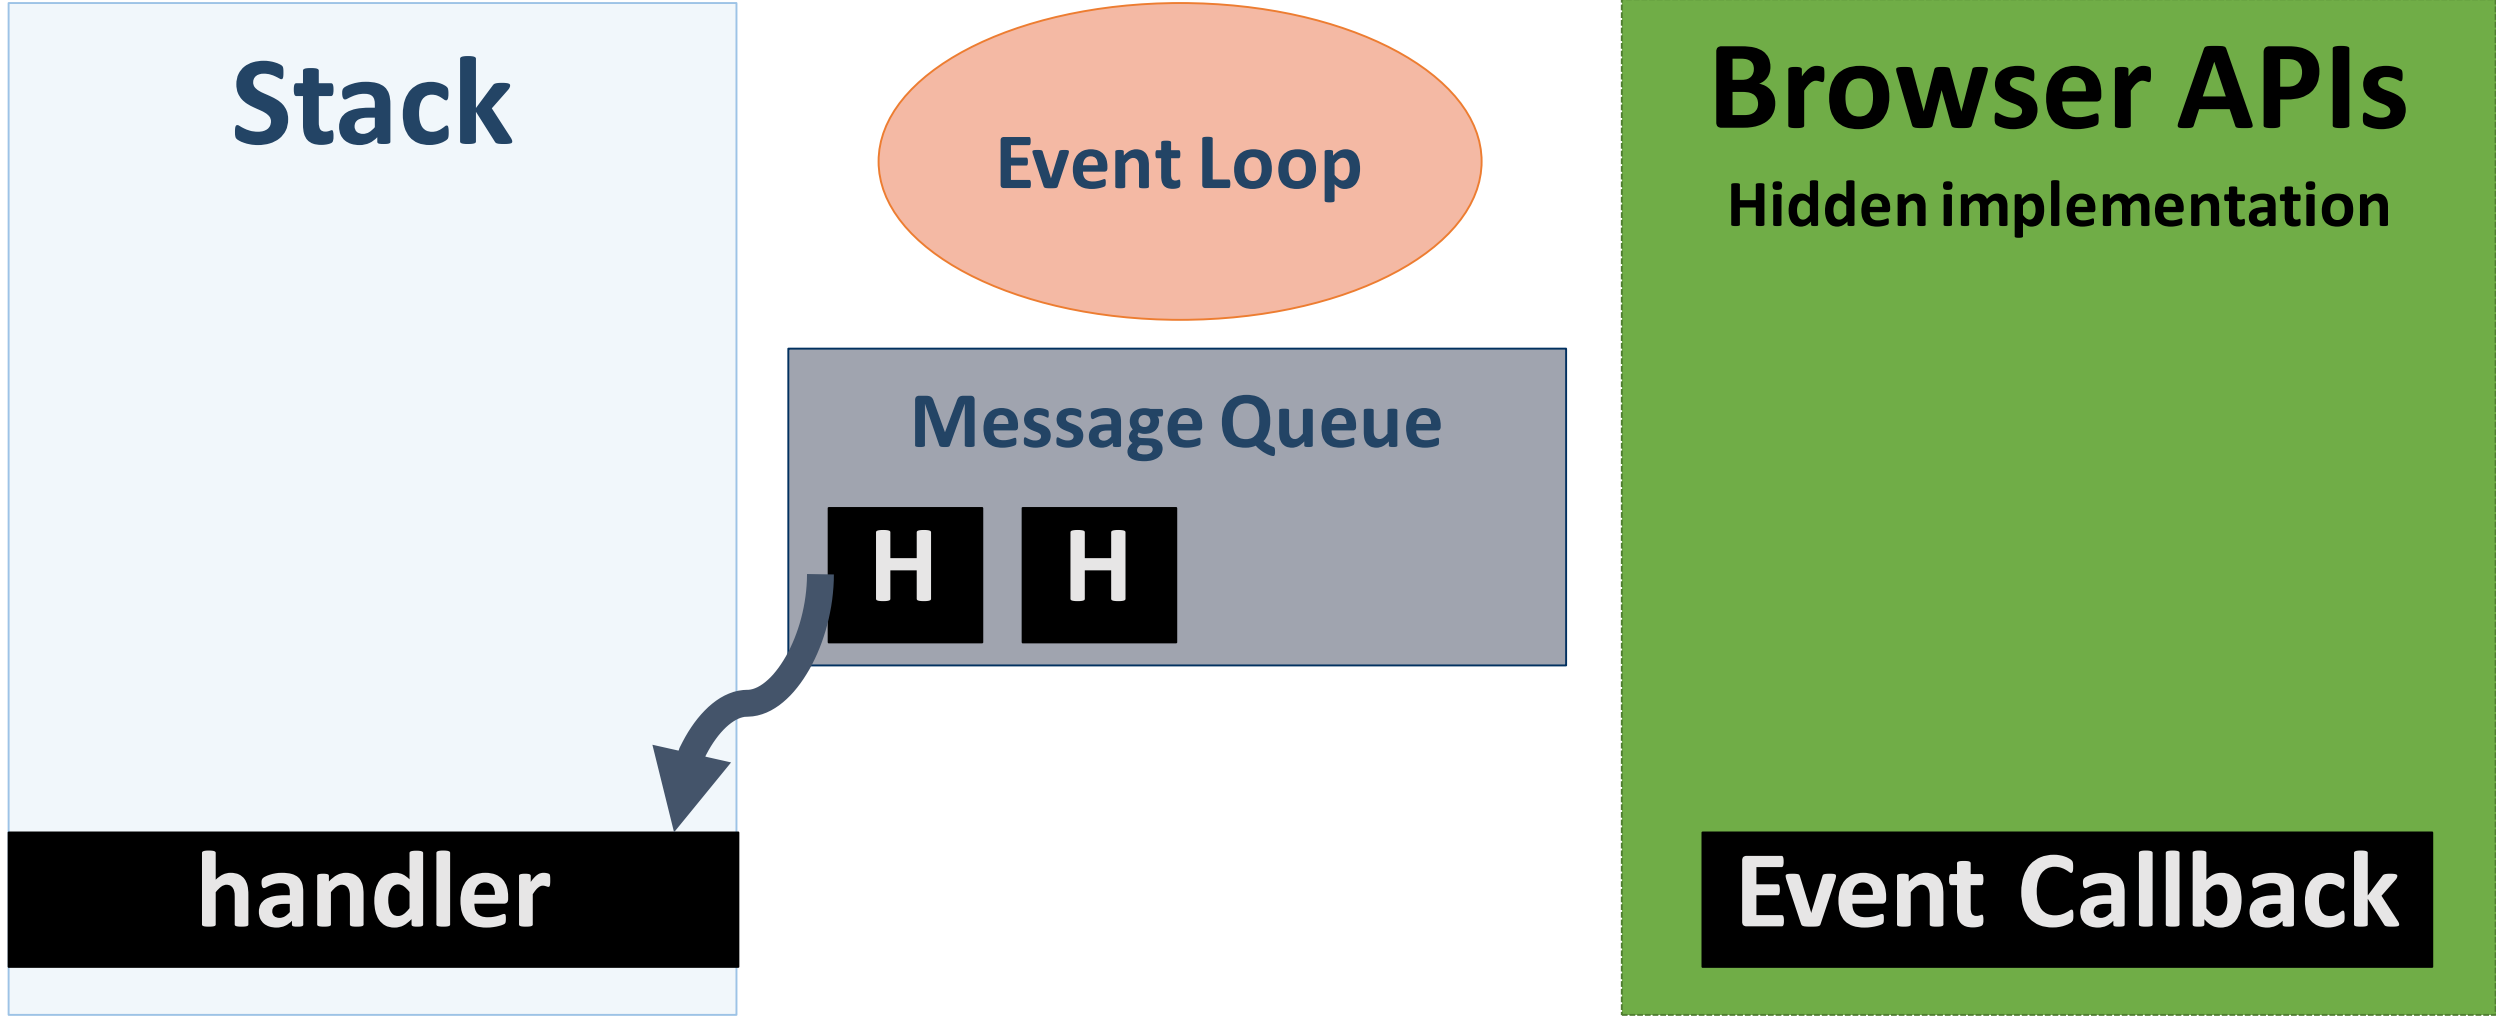 Stack
Event Loop
Browser APIs
Hidden implementation
Message Queue
H
H
handler
Event Callback